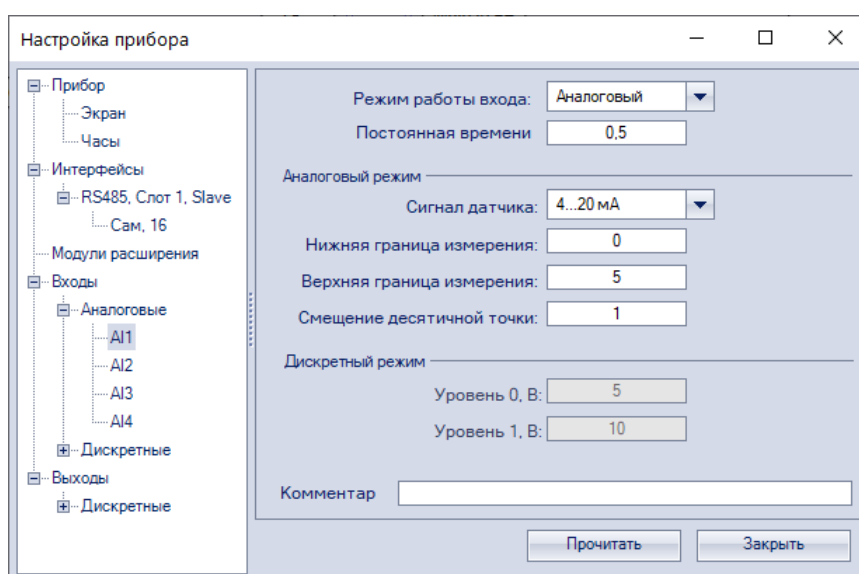 Настройка прибора
Прибор
Экран
Часы
Интерфейсы
RS485, Слот 1, Slave
Сам, 16
Модули расширения
Входы
Аналоговые
AI1
AI2
AI3
AI4
Дискретные
Выходы
Дискретные
Режим работы входа: Аналоговый
Постоянная времени 0,5
Аналоговый режим
Сигнал датчика: 4...20 мА
Нижняя граница измерения: 0
Верхняя граница измерения: 5
Смещение десятичной точки: 1
Дискретный режим
Уровень 0, В: 5
Уровень 1, В: 10
Комментар
Прочитать Закрыть